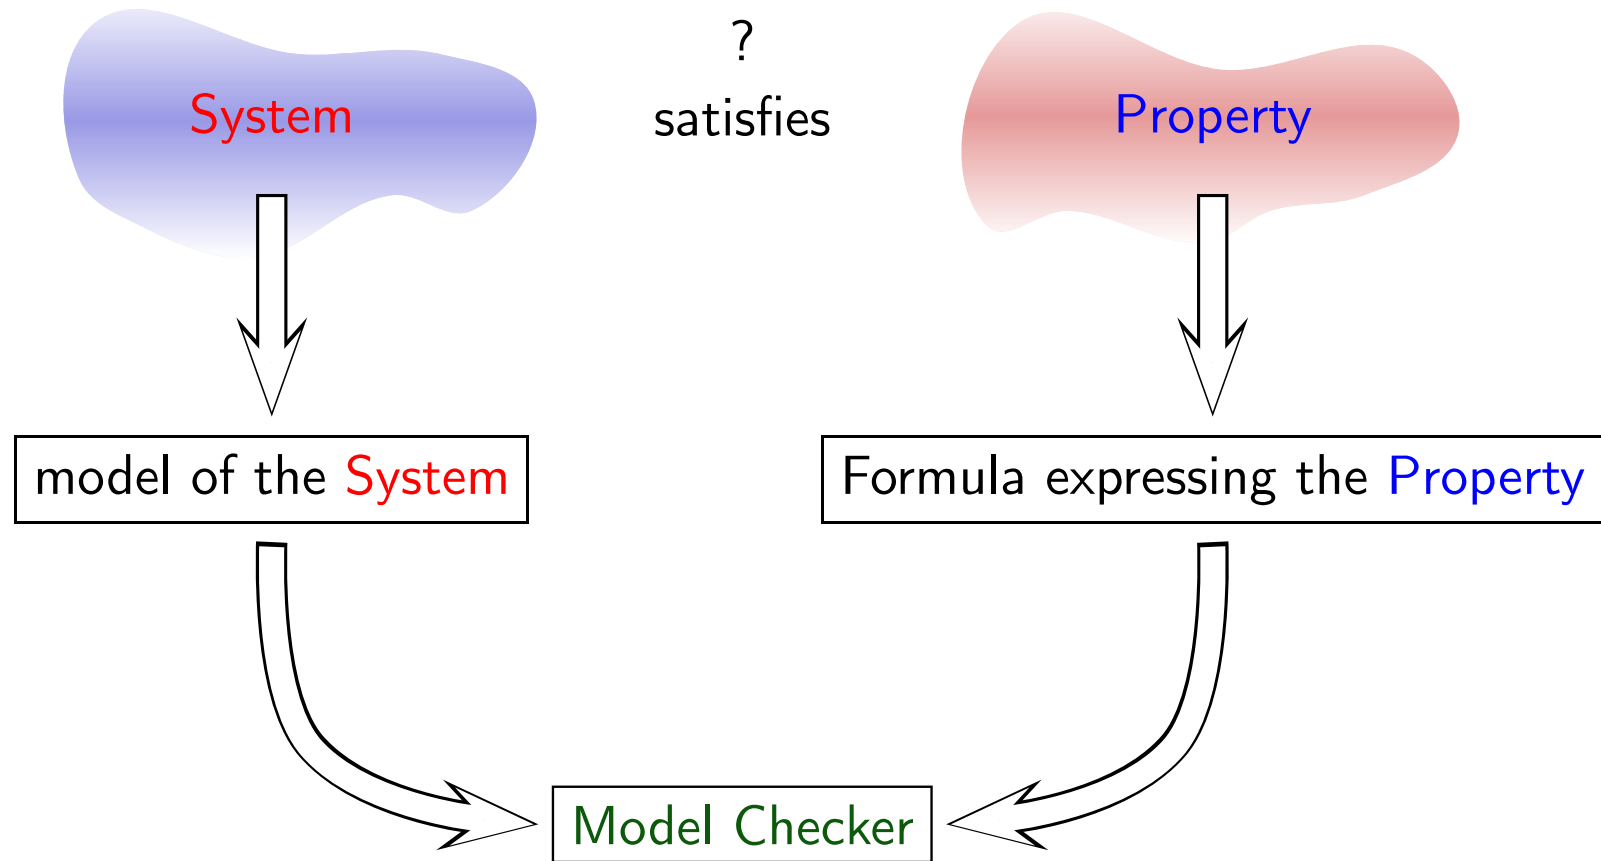 ?
System satisfies Property
model of the System
Formula expressing the Property
Model Checker